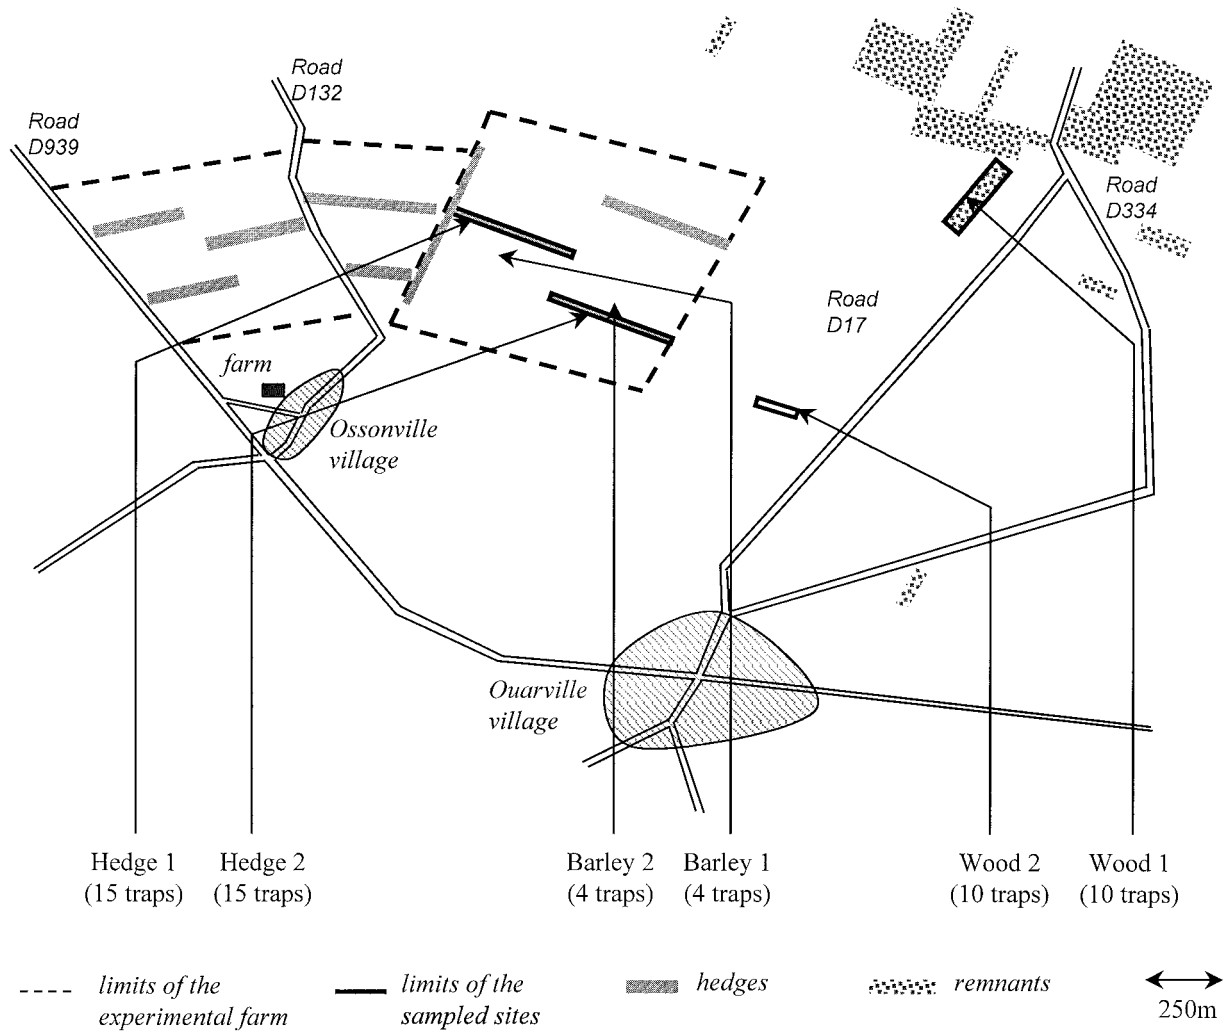 Road
D132
Road
D939
Road
D334
Road
D17
farm
Ossonville
village
Ouarville
village
Hedge 1
(15 traps)
Hedge 2
(15 traps)
Barley 2
(4 traps)
Barley 1
(4 traps)
Wood 2
(10 traps)
Wood 1
(10 traps)
limits of the
experimental farm
limits of the
sampled sites
hedges
remnants
250m